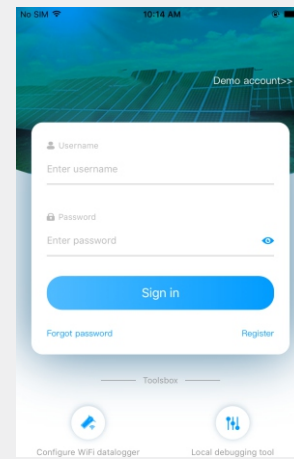 No SIM 10:14 AM
Demo account>>
Username
Enter username
Password
Enter password
Sign in
Forgot password Register
Toolsbox
Configure WiFi datalogger Local debugging tool